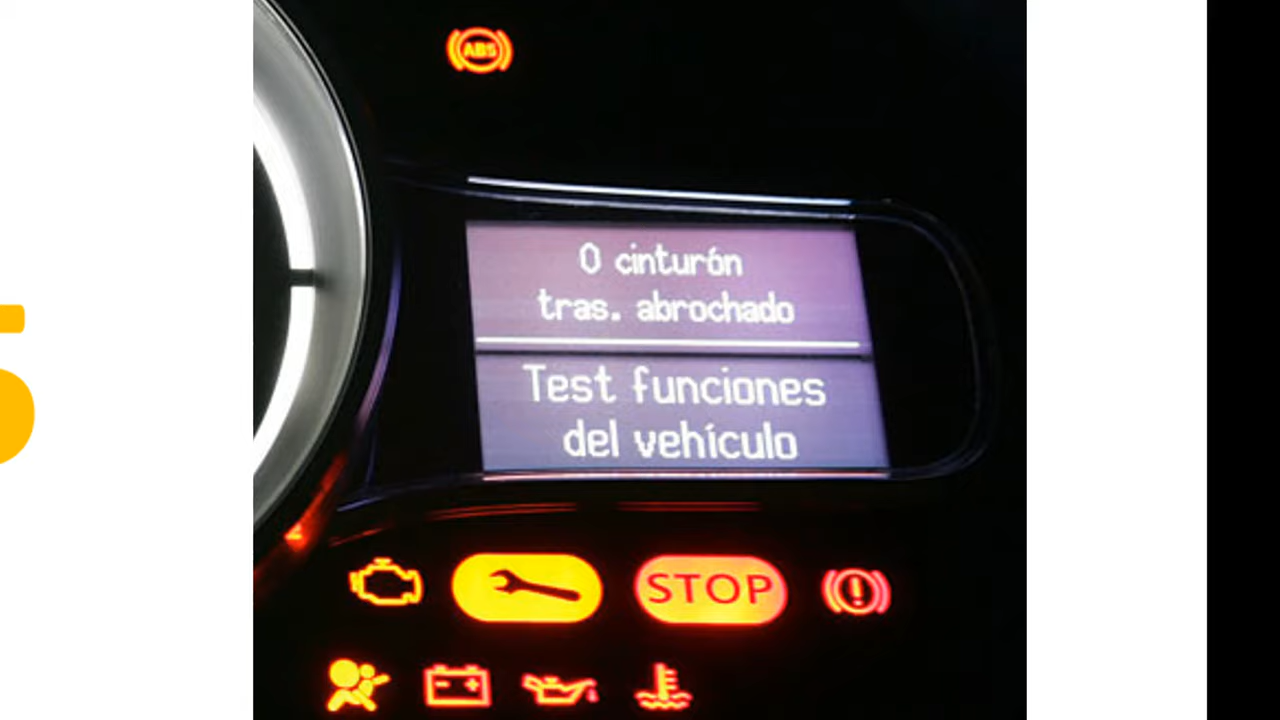 ABS
0 cinturón
tras. abrochado
Test funciones
del vehículo
STOP